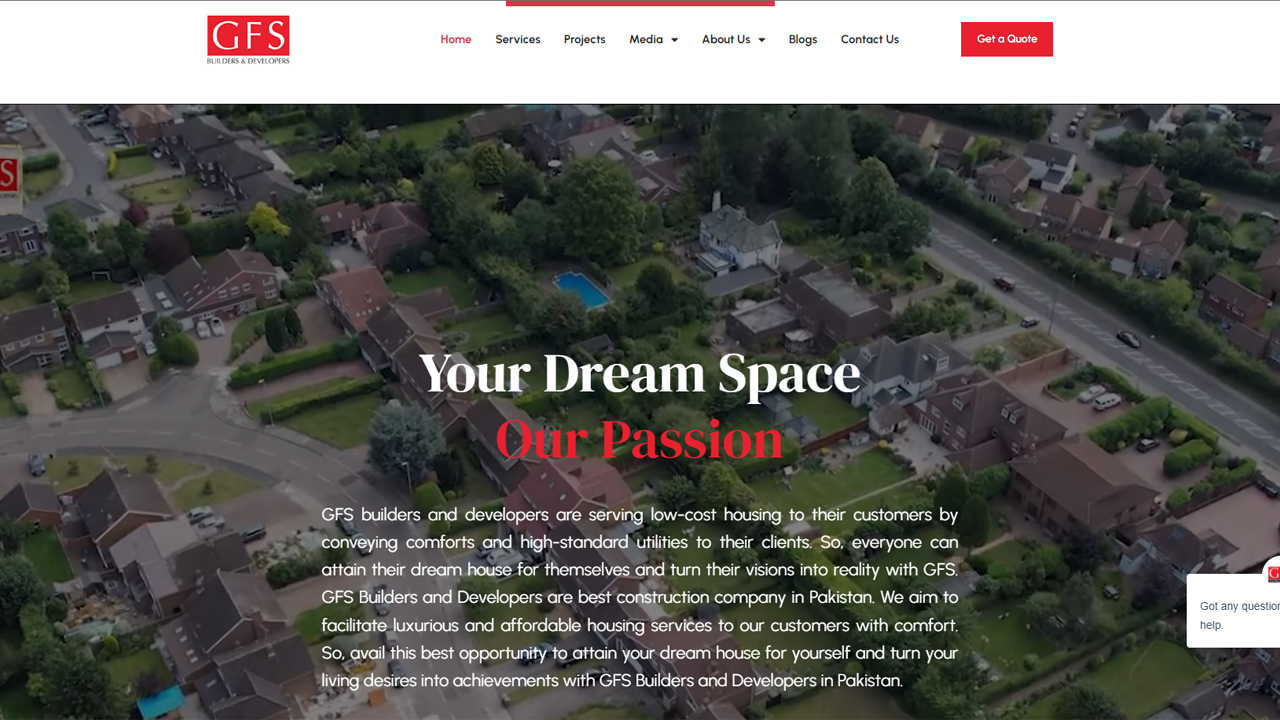 GFS
BUILDERS & DEVELOPERS
Home
Services
Projects
Media
About Us
Blogs
Contact Us
Get a Quote
S
Your Dream Space
Our Passion
GFS builders and developers are serving low-cost housing to their customers by
conveying comforts and high-standard utilities to their clients. So, everyone can
attain their dream house for themselves and turn their visions into reality with GFS.
GFS Builders and Developers are best construction company in Pakistan. We aim to
facilitate luxurious and affordable housing services to our customers with comfort.
So, avail this best opportunity to attain your dream house for yourself and turn your
living desires into achievements with GFS Builders and Developers in Pakistan.
Got any question
help.